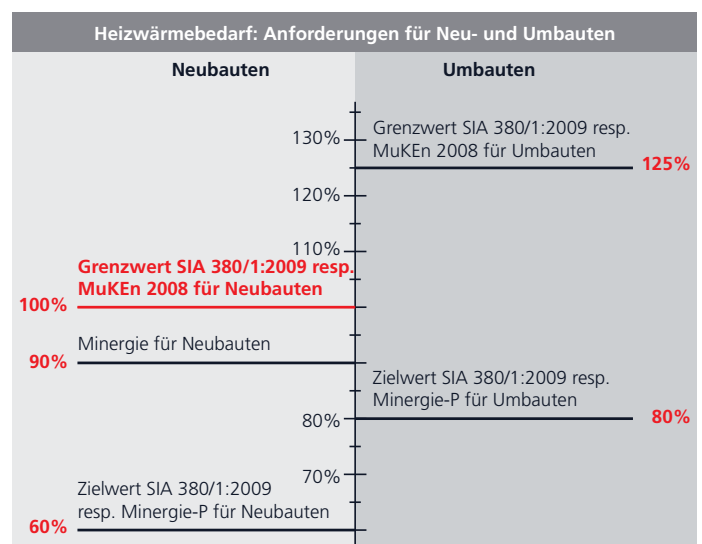 Heizwärmebedarf: Anforderungen für Neu- und Umbauten
Neubauten
Umbauten
130%
Grenzwert SIA 380/1:2009 resp.
MuKEn 2008 für Umbauten
125%
120%
110%
Grenzwert SIA 380/1:2009 resp.
MuKEn 2008 für Neubauten
100%
Minergie für Neubauten
90%
Zielwert SIA 380/1:2009 resp.
Minergie-P für Umbauten
80%
80%
70%
Zielwert SIA 380/1:2009
resp. Minergie-P für Neubauten
60%